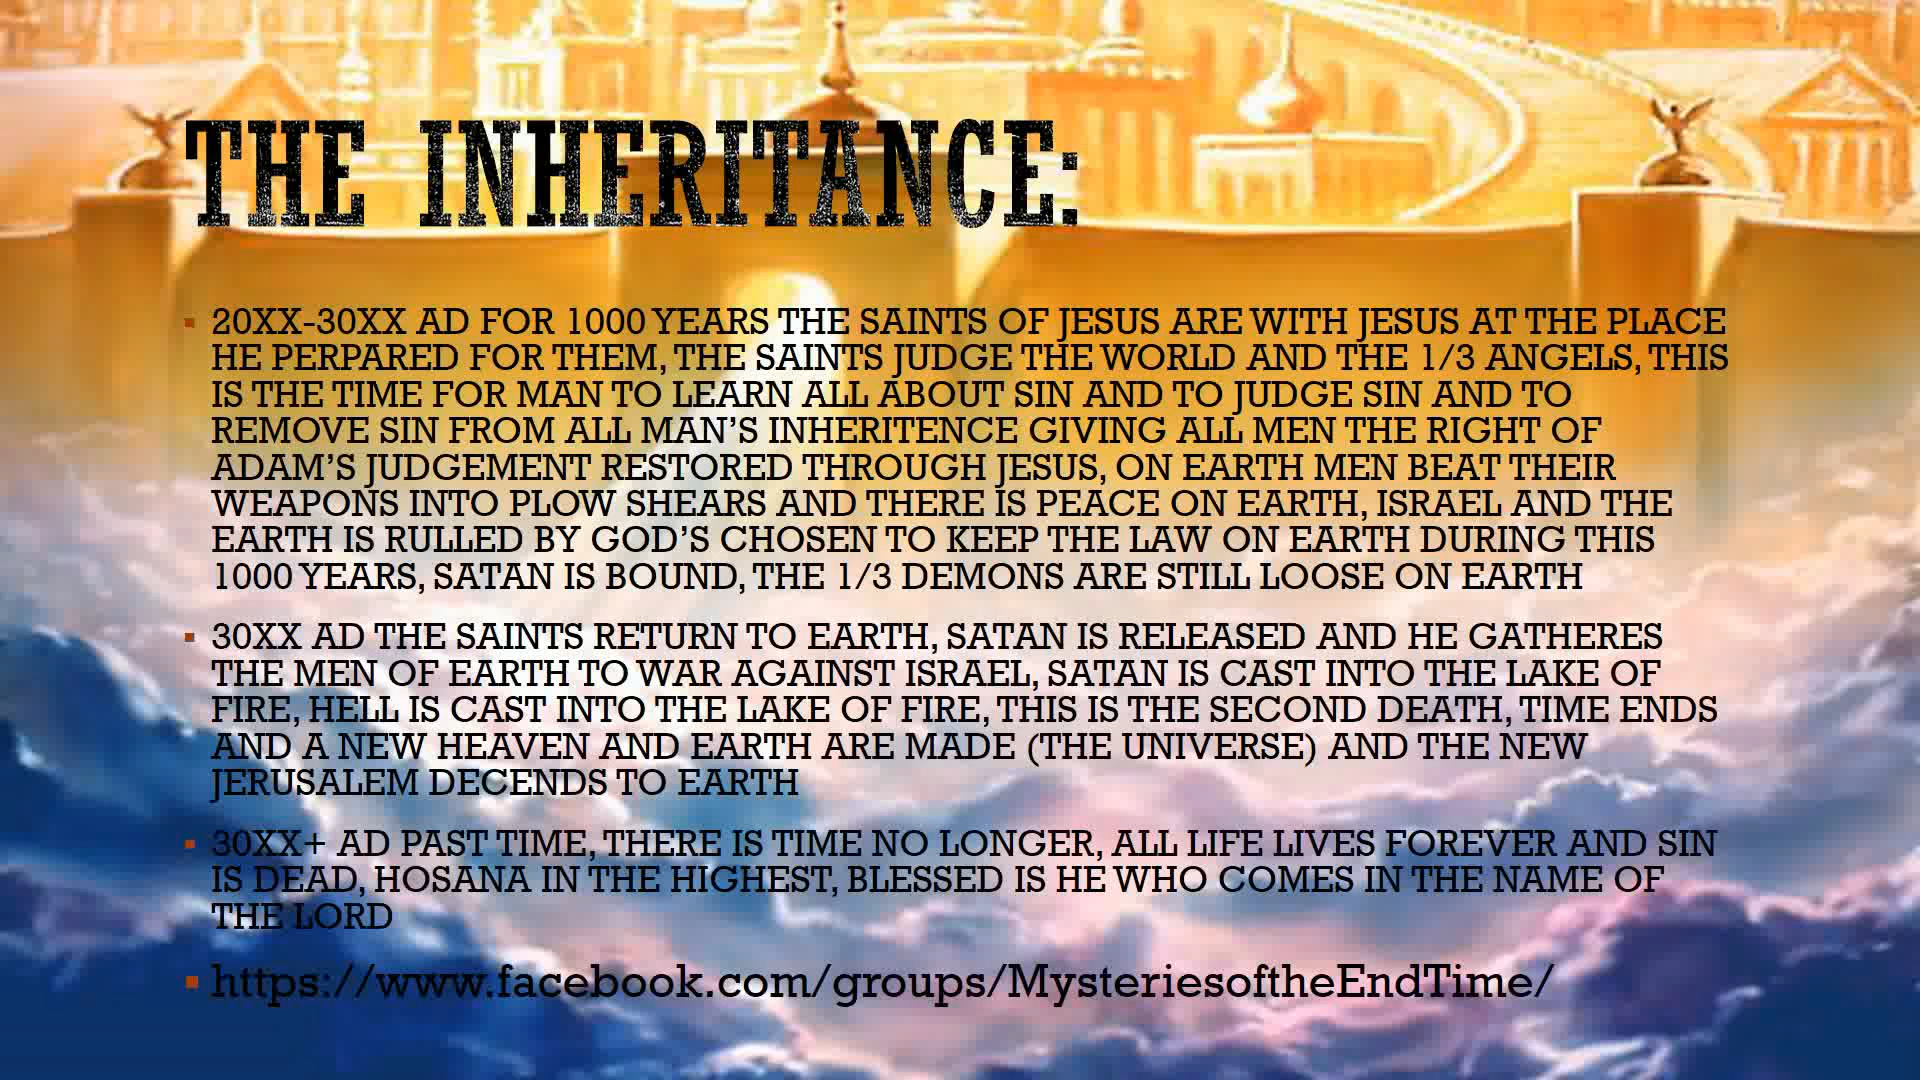 THE INHERITANCE:
20XX-30XX AD FOR 1000 YEARS THE SAINTS OF JESUS ARE WITH JESUS AT THE PLACE
HE PERPARED FOR THEM, THE SAINTS JUDGE THE WORLD AND THE 1/3 ANGELS, THIS
IS THE TIME FOR MAN TO LEARN ALL ABOUT SIN AND TO JUDGE SIN AND TO
REMOVE SIN FROM ALL MAN'S INHERITENCE GIVING ALL MEN THE RIGHT OF
ADAM'S JUDGEMENT RESTORED THROUGH JESUS, ON EARTH MEN BEAT THEIR
WEAPONS INTO PLOW SHEARS AND THERE IS PEACE ON EARTH, ISRAEL AND THE
EARTH IS RULLED BY GOD'S CHOSEN TO KEEP THE LAW ON EARTH DURING THIS
1000 YEARS, SATAN IS BOUND, THE 1/3 DEMONS ARE STILL LOOSE ON EARTH
30XX AD THE SAINTS RETURN TO EARTH, SATAN IS RELEASED AND HE GATHERES
THE MEN OF EARTH TO WAR AGAINST ISRAEL, SATAN IS CAST INTO THE LAKE OF
FIRE, HELL IS CAST INTO THE LAKE OF FIRE, THIS IS THE SECOND DEATH, TIME ENDS
AND A NEW HEAVEN AND EARTH ARE MADE (THE UNIVERSE) AND THE NEW
JERUSALEM DECENDS TO EARTH
30XX+ AD PAST TIME, THERE IS TIME NO LONGER, ALL LIFE LIVES FOREVER AND SIN
IS DEAD, HOSANA IN THE HIGHEST, BLESSED IS HE WHO COMES IN THE NAME OF
THE LORD
https://www.facebook.com/groups/MysteriesoftheEndTime/